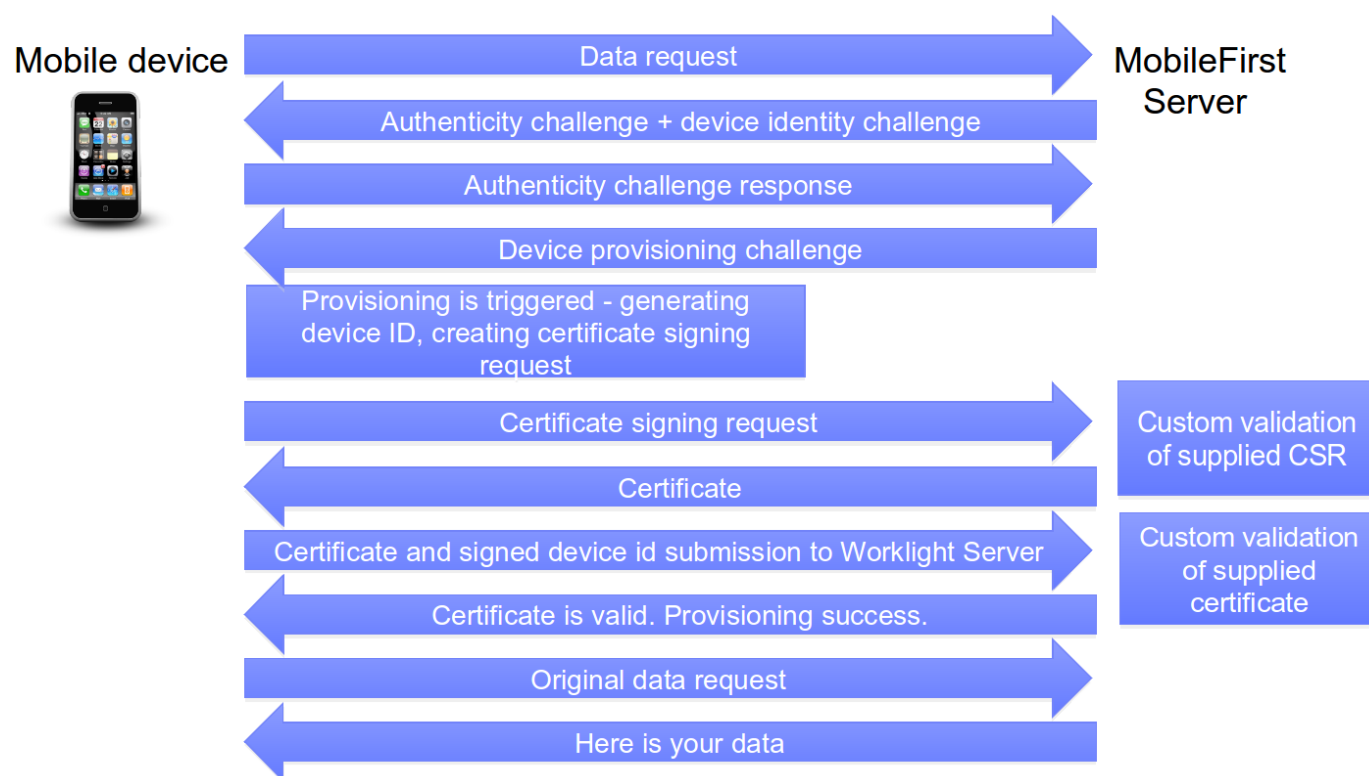 Mobile device
MobileFirst
Server
Data request
Authenticity challenge + device identity challenge
Authenticity challenge response
Device provisioning challenge
Provisioning is triggered - generating
device ID, creating certificate signing
request
Certificate signing request
Custom validation
of supplied CSR
Certificate
Certificate and signed device id submission to Worklight Server
Custom validation
of supplied
certificate
Certificate is valid. Provisioning success.
Original data request
Here is your data